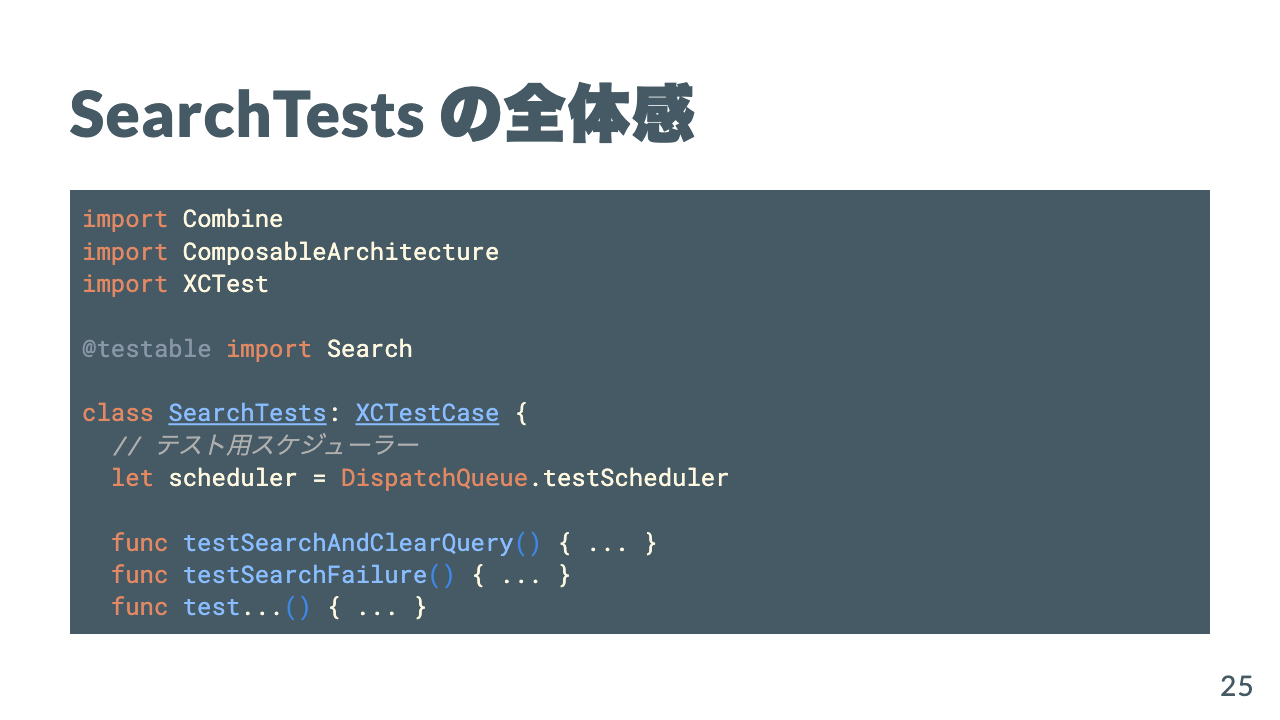 SearchTests の全体感
import Combine
import ComposableArchitecture
import XCTest
@testable import Search
class SearchTests: XCTestCase {
// テスト用スケジューラー
let scheduler = DispatchQueue.testScheduler
func testSearchAndClearQuery() { ... }
func testSearchFailure() { ... }
func test...() { ... }
25